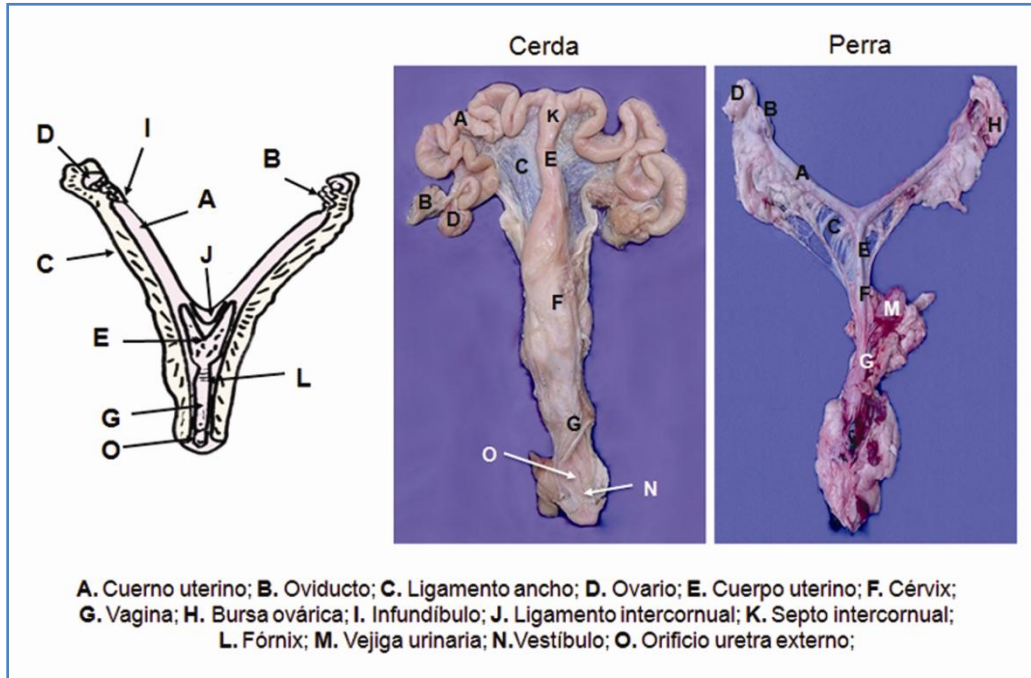 Cerda
Perra
D
I
B
A
J
C
E
L
G
O
A
K
C
E
B
D
F
G
O
N
D
B
H
A
C
E
F
M
G
A. Cuerno uterino; B. Oviducto; C. Ligamento ancho; D. Ovario; E. Cuerpo uterino; F. Cérvix;
G. Vagina; H. Bursa ovárica; I. Infundíbulo; J. Ligamento intercornual; K. Septo intercornual;
L. Fórnix; M. Vejiga urinaria; N.Vestíbulo; O. Orificio uretra externo;